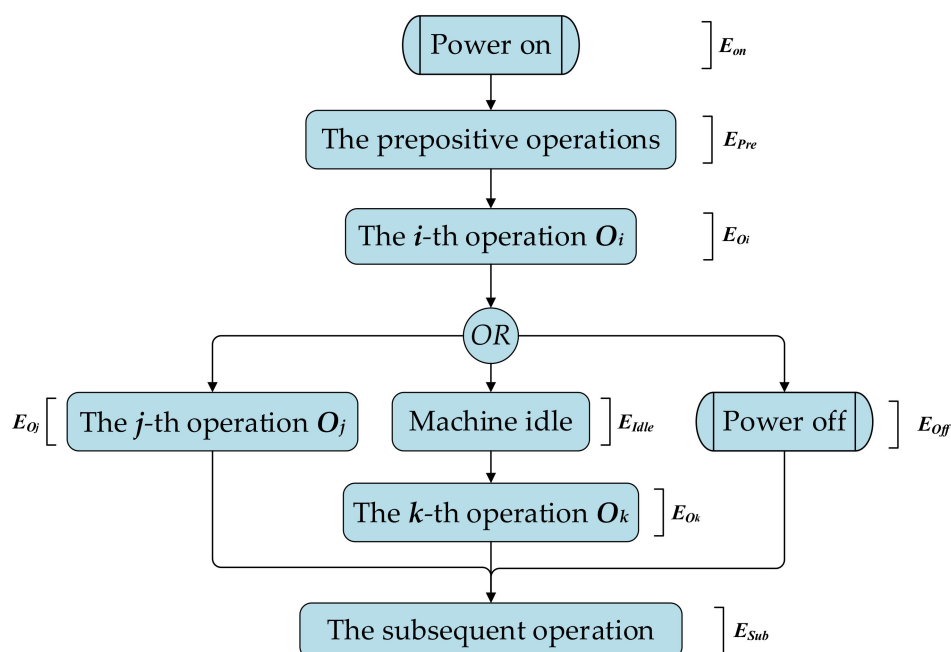 Power on
E_on
The prepositive operations
E_Pre
The i-th operation O_i
E_Oi
OR
E_Oj
The j-th operation O_j
Machine idle
E_Idle
Power off
E_Off
The k-th operation O_k
E_Ok
The subsequent operation
E_Sub